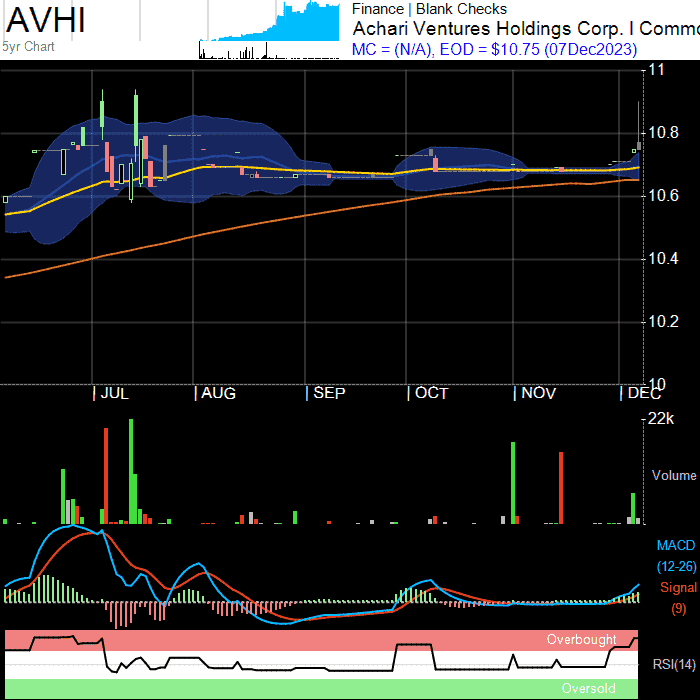 AVHI
5yr Chart
Finance | Blank Checks
Achari Ventures Holdings Corp. I Commo
MC = (N/A), EOD = $10.75 (07Dec2023)
11
10.8
10.6
10.4
10.2
10
JUL
AUG
SEP
OCT
NOV
DEC
22k
Volume
MACD
(12-26)
Signal
(9)
Overbought
RSI(14)
Oversold